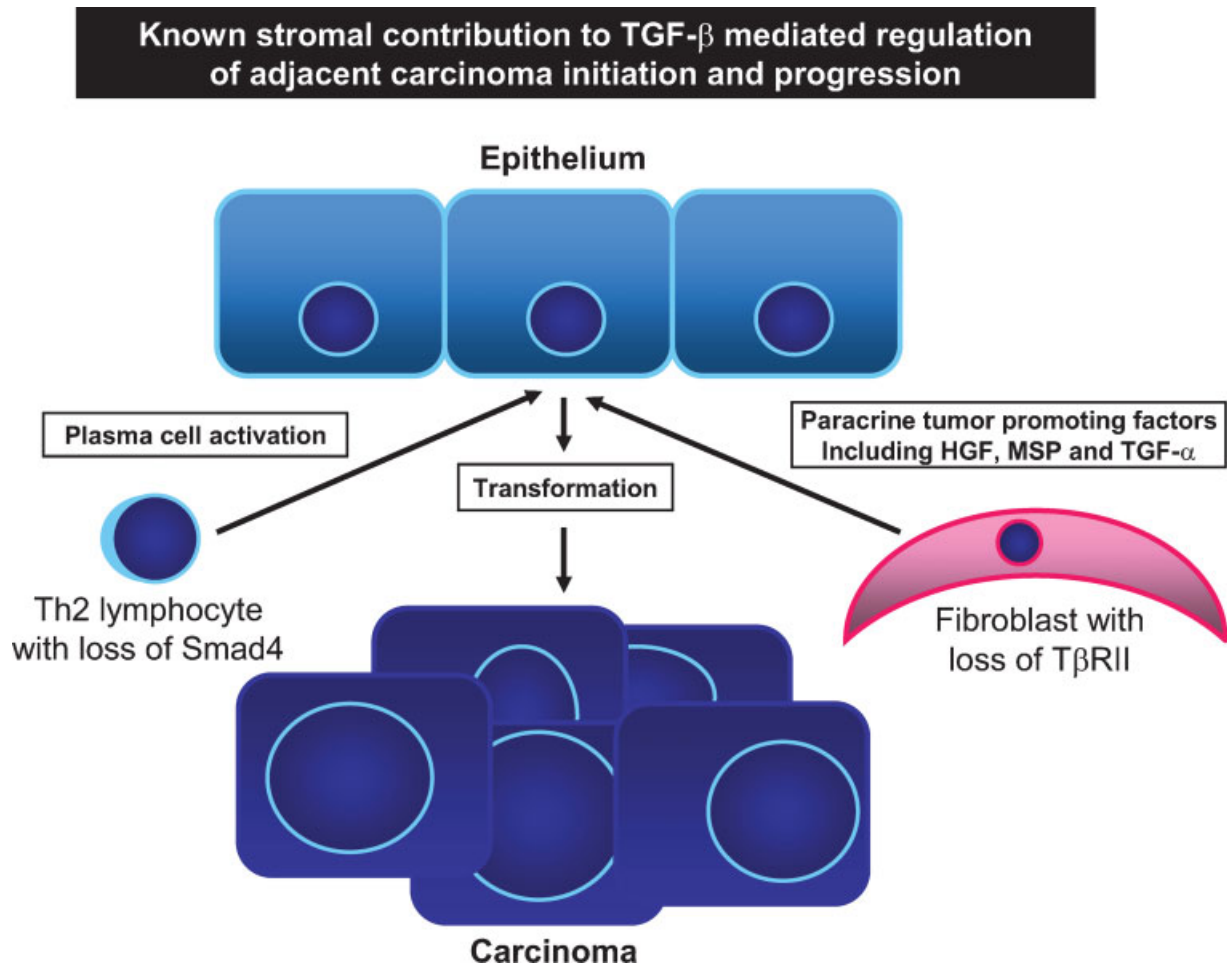 Known stromal contribution to TGF-β mediated regulation
of adjacent carcinoma initiation and progression
Epithelium
Plasma cell activation
Paracrine tumor promoting factors
Including HGF, MSP and TGF-α
Transformation
Th2 lymphocyte
with loss of Smad4
Fibroblast with
loss of TβRII
Carcinoma